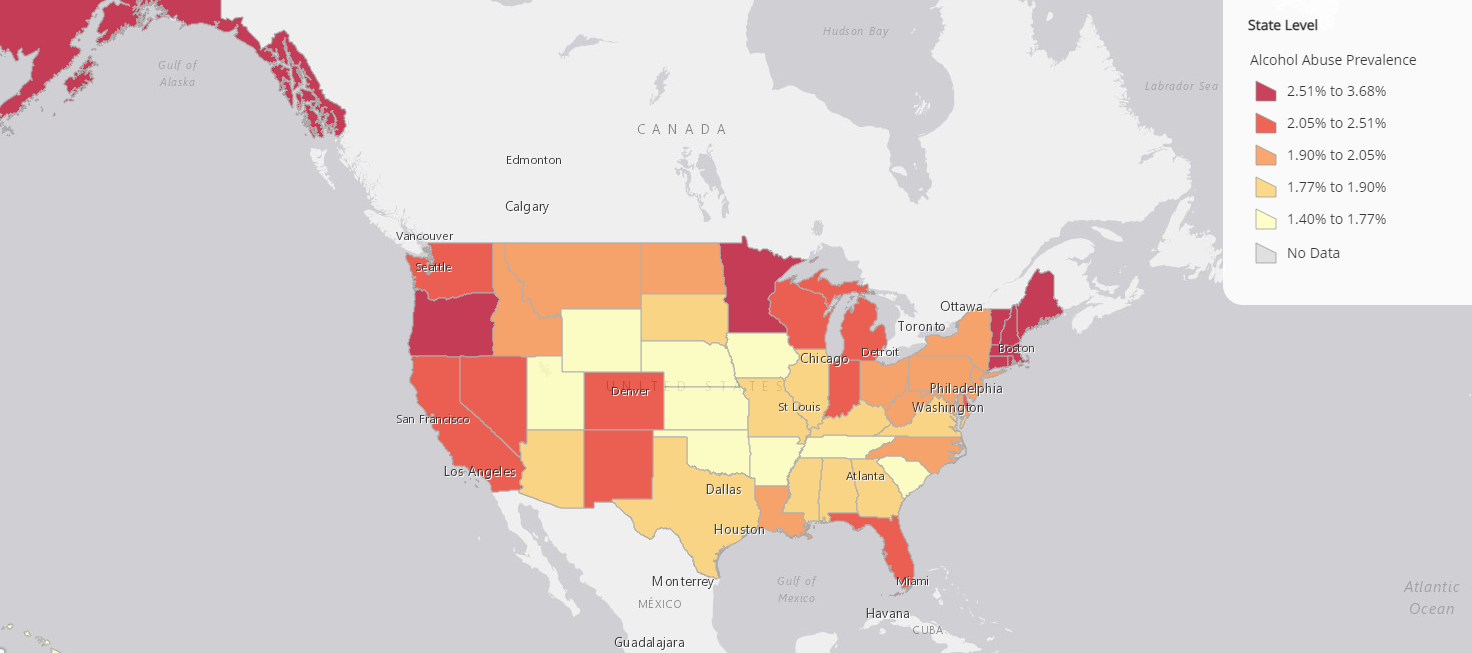 State Level
Alcohol Abuse Prevalence
2.51% to 3.68%
2.05% to 2.51%
1.90% to 2.05%
1.77% to 1.90%
1.40% to 1.77%
No Data
Hudson Bay
Gulf of
Alaska
Labrador Sea
CANADA
Edmonton
Calgary
Vancouver
Seattle
Ottawa
Toronto
Boston
Chicago
Detroit
UNITED STATES
Denver
Philadelphia
St Louis
Washington
San Francisco
Los Angeles
Atlanta
Dallas
Houston
Monterrey
Miami
Gulf of
Mexico
Atlantic
Ocean
MÉXICO
Havana
CUBA
Guadalajara